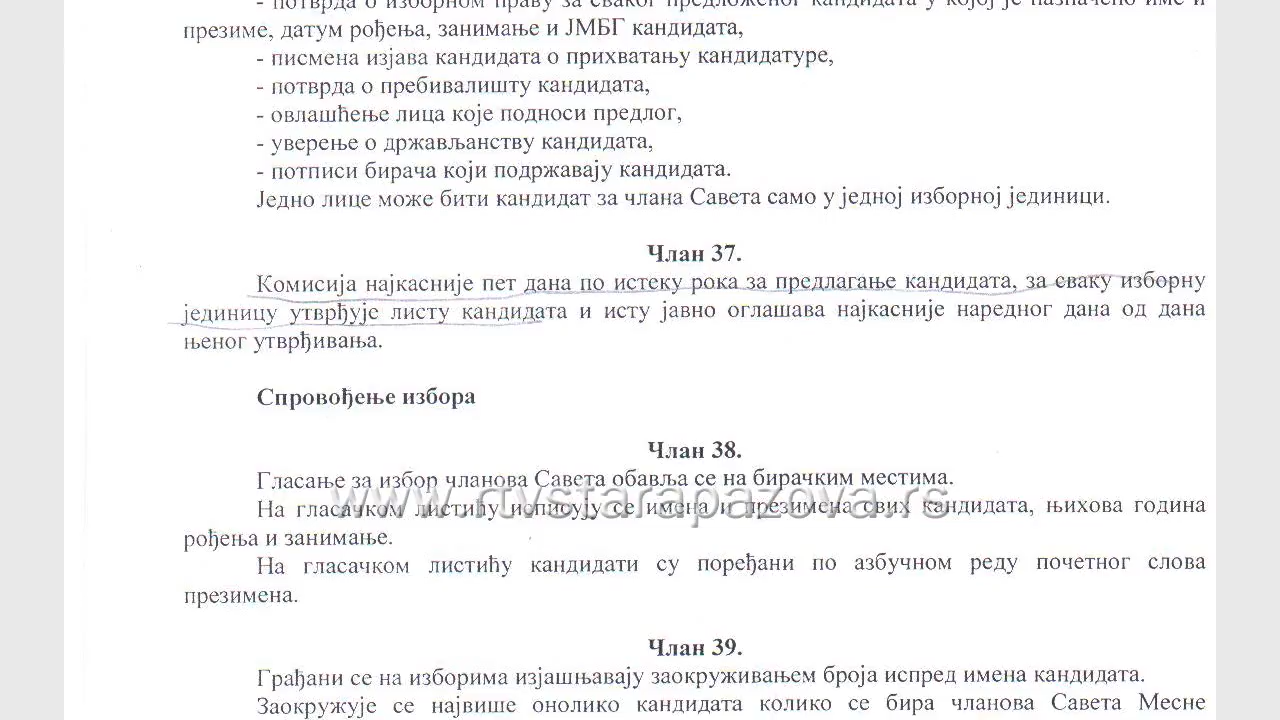 - потврда о изборном праву за сваког предложеног кандидата у којој је назначено име и
презиме, датум рођења, занимање и ЈМБГ кандидата,
- писмена изјава кандидата о прихватању кандидатуре,
- потврда о пребивалишту кандидата,
- овлашћење лица које подноси предлог,
- уверење о држављанству кандидата,
- потписи бирача који подржавају кандидата.
Једно лице може бити кандидат за члана Савета само у једној изборној јединици.
Члан 37.
Комисија најкасније пет дана по истеку рока за предлагање кандидата, за сваку изборну
јединицу утврђује листу кандидата и исту јавно оглашава најкасније наредног дана од дана
њеног утврђивања.
Спровођење избора
Члан 38.
Гласање за избор чланова Савета обавља се на бирачким местима.
www.rtvstarapazova.rs
На гласачком листићу исписују се имена и презимена свих кандидата, њихова година
рођења и занимање.
На гласачком листићу кандидати су поређани по азбучном реду почетног слова
презимена.
Члан 39.
Грађани се на изборима изјашњавају заокруживањем броја испред имена кандидата.
Заокружује се највише онолико кандидата колико се бира чланова Савета Месне